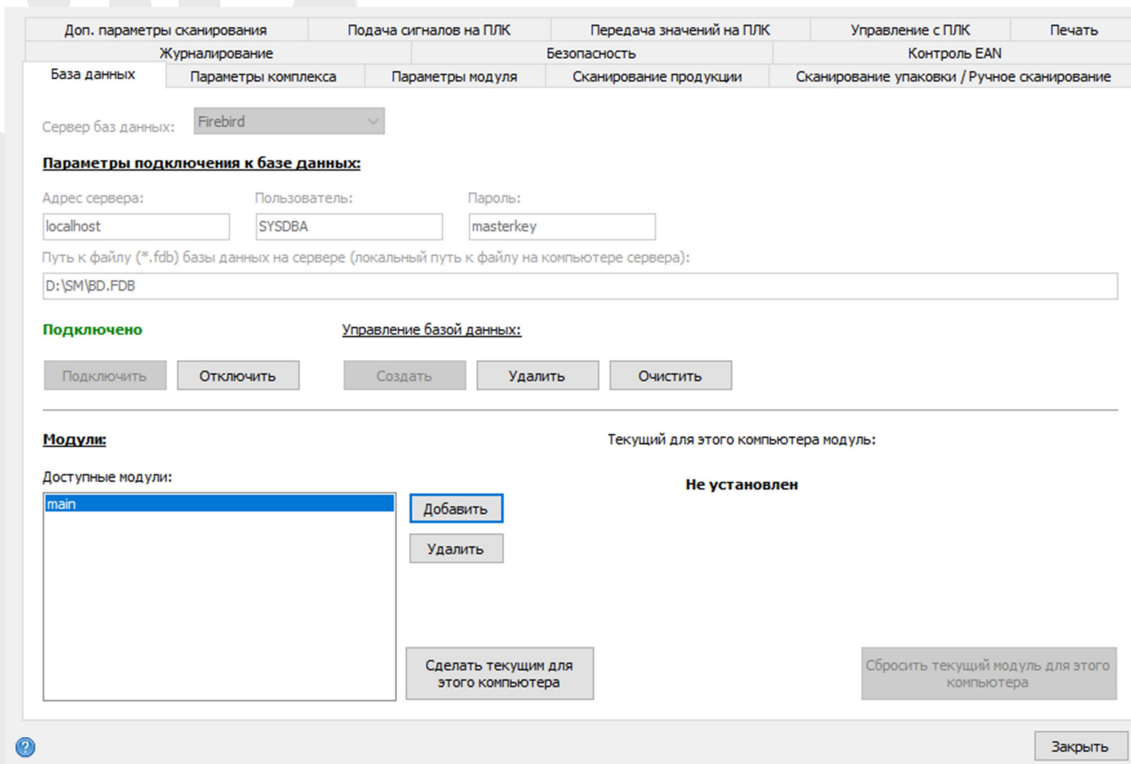 Доп. параметры сканирования Подача сигналов на ПЛК Передача значений на ПЛК Управление с ПЛК Печать
Журналирование Безопасность Контроль EAN
База данных Параметры комплекса Параметры модуля Сканирование продукции Сканирование упаковки / Ручное сканирование
Сервер баз данных: Firebird
Параметры подключения к базе данных:
Адрес сервера: Пользователь: Пароль:
localhost SYSDBA masterkey
Путь к файлу (*.fdb) базы данных на сервере (локальный путь к файлу на компьютере сервера):
D:\SM\BD.FDB
Подключено Управление базой данных:
Подключить Отключить Создать Удалить Очистить
Модули: Текущий для этого компьютера модуль:
Доступные модули:
Не установлен
main
Добавить
Удалить
Сделать текущим для
этого компьютера
Сбросить текущий модуль для этого
компьютера
Закрыть